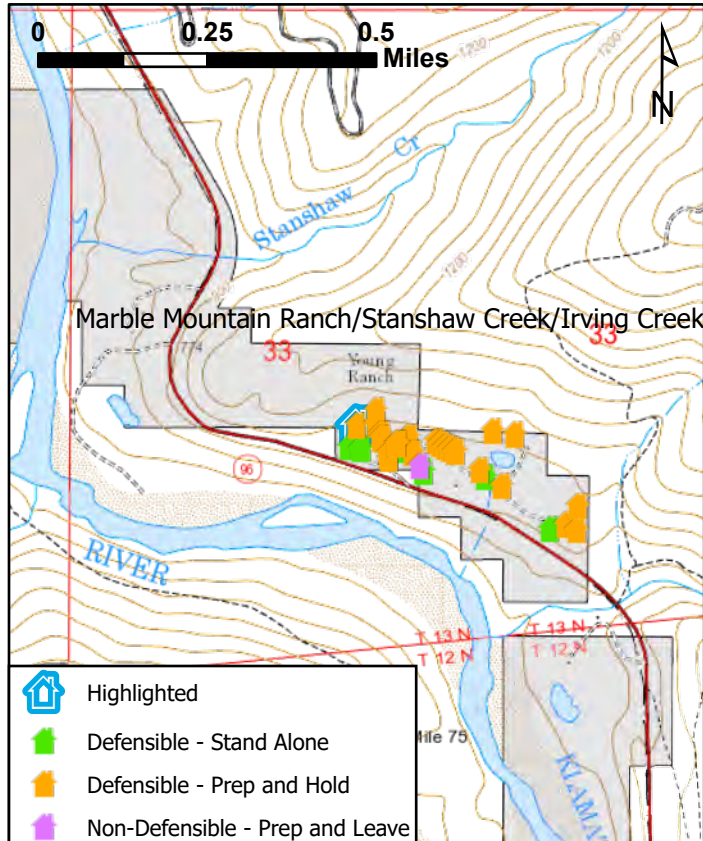 0 0.25 0.5
Miles
1200
1200
N
Stanshaw Cr
1200
Marble Mountain Ranch/Stanshaw Creek/Irving Creek
33
33
Young
Ranch
96
RIVER
T 13 N
T 13 N
T 12 N
T 12 N
Mile 75
KLAMA
Highlighted
Defensible - Stand Alone
Defensible - Prep and Hold
Non-Defensible - Prep and Leave